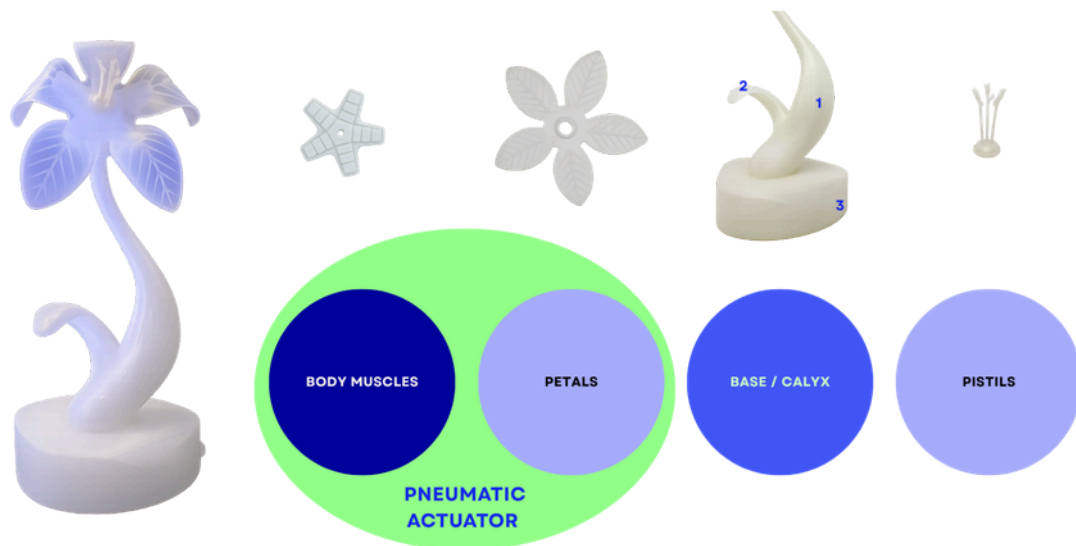 2
1
3
BODY MUSCLES
PETALS
BASE / CALYX
PISTILS
PNEUMATIC
ACTUATOR